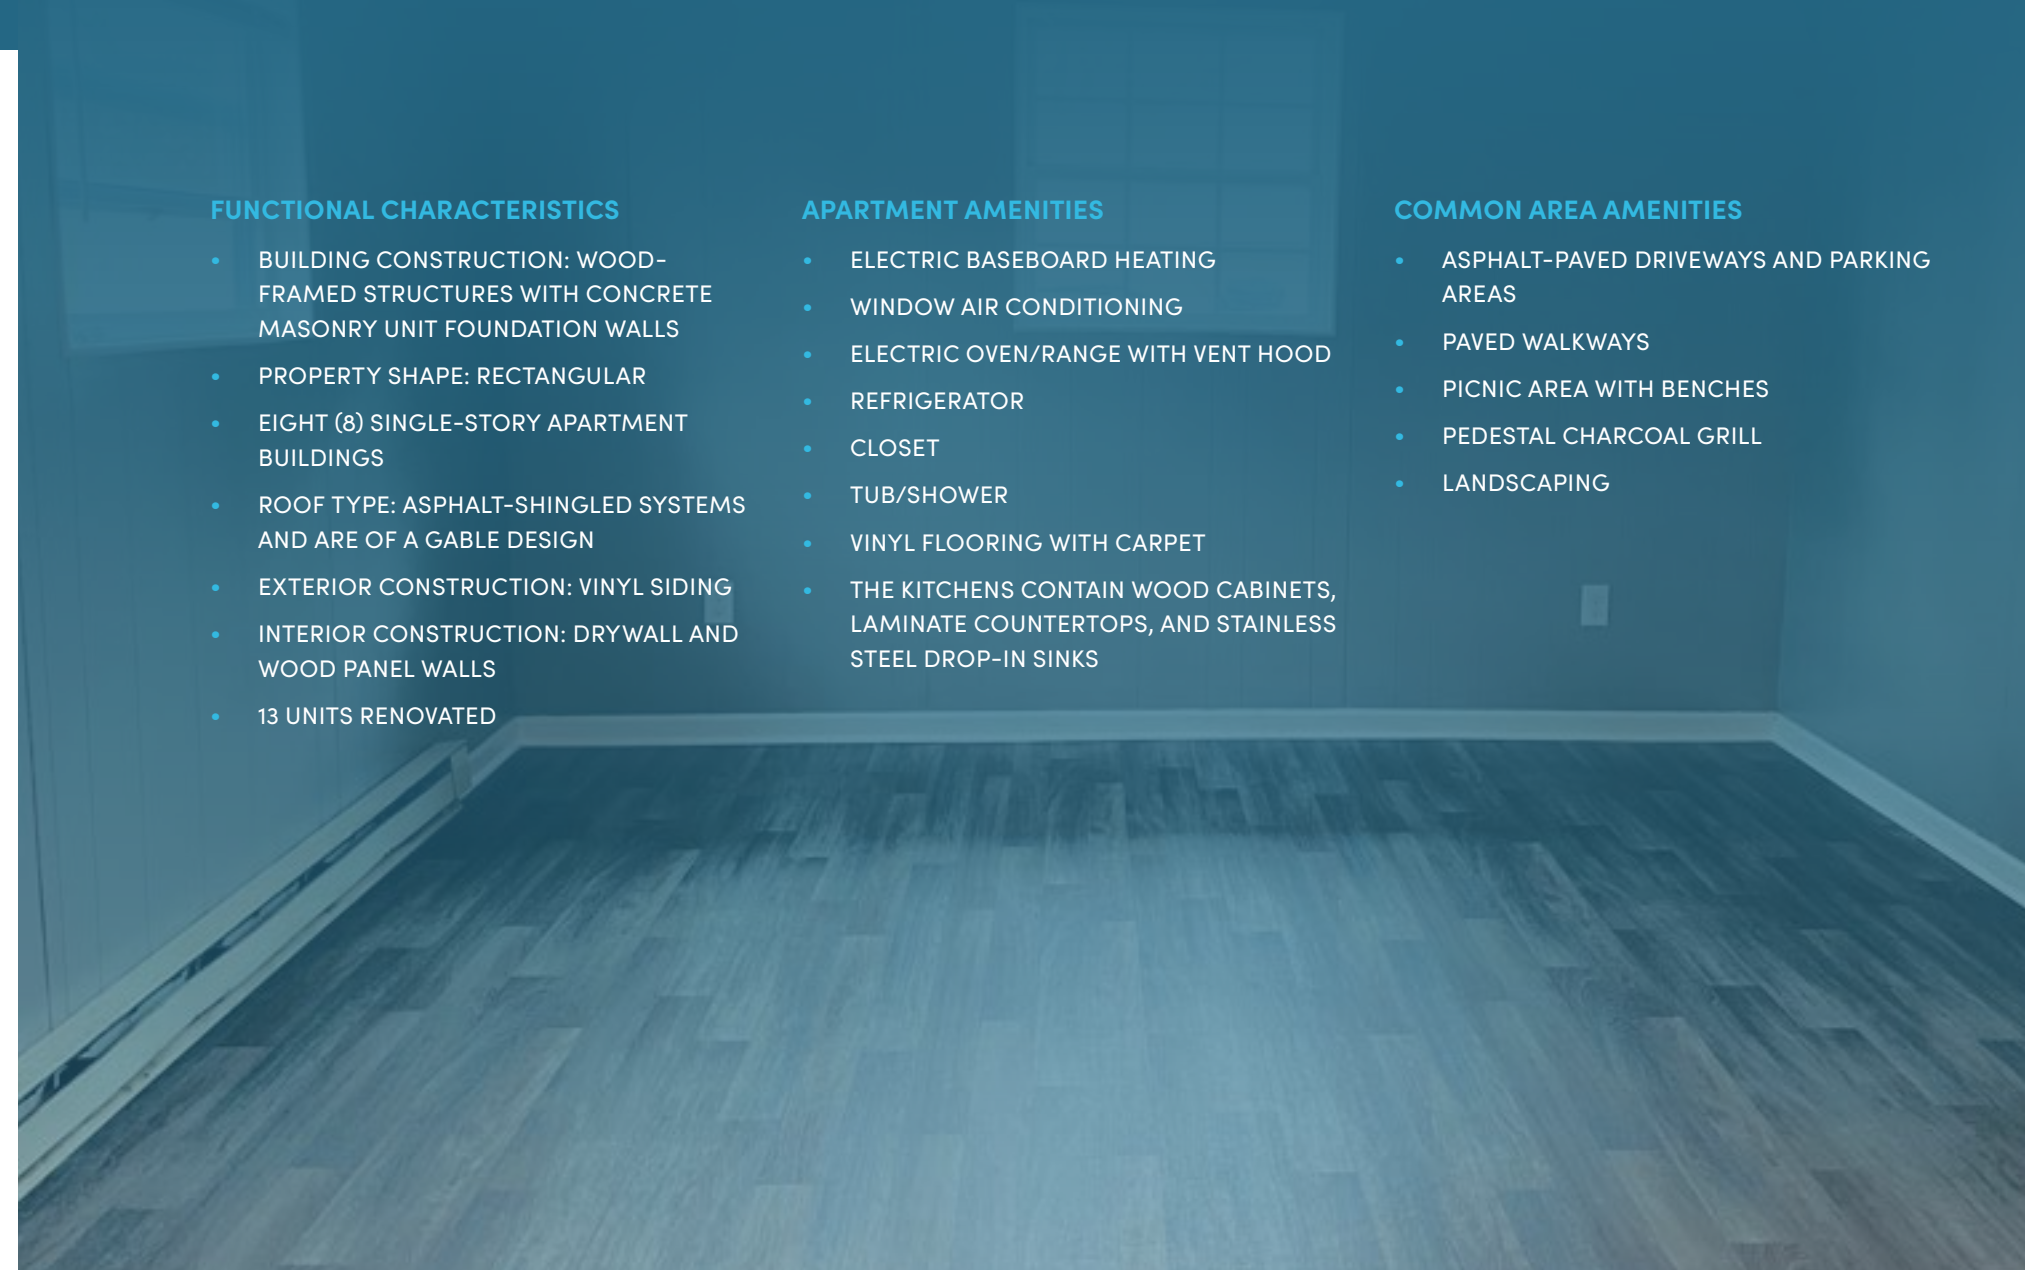 FUNCTIONAL CHARACTERISTICS
• BUILDING CONSTRUCTION: WOOD-
FRAMED STRUCTURES WITH CONCRETE
MASONRY UNIT FOUNDATION WALLS
• PROPERTY SHAPE: RECTANGULAR
• EIGHT (8) SINGLE-STORY APARTMENT
BUILDINGS
• ROOF TYPE: ASPHALT-SHINGLED SYSTEMS
AND ARE OF A GABLE DESIGN
• EXTERIOR CONSTRUCTION: VINYL SIDING
• INTERIOR CONSTRUCTION: DRYWALL AND
WOOD PANEL WALLS
• 13 UNITS RENOVATED
APARTMENT AMENITIES
• ELECTRIC BASEBOARD HEATING
• WINDOW AIR CONDITIONING
• ELECTRIC OVEN/RANGE WITH VENT HOOD
• REFRIGERATOR
• CLOSET
• TUB/SHOWER
• VINYL FLOORING WITH CARPET
• THE KITCHENS CONTAIN WOOD CABINETS,
LAMINATE COUNTERTOPS, AND STAINLESS
STEEL DROP-IN SINKS
COMMON AREA AMENITIES
• ASPHALT-PAVED DRIVEWAYS AND PARKING
AREAS
• PAVED WALKWAYS
• PICNIC AREA WITH BENCHES
• PEDESTAL CHARCOAL GRILL
• LANDSCAPING